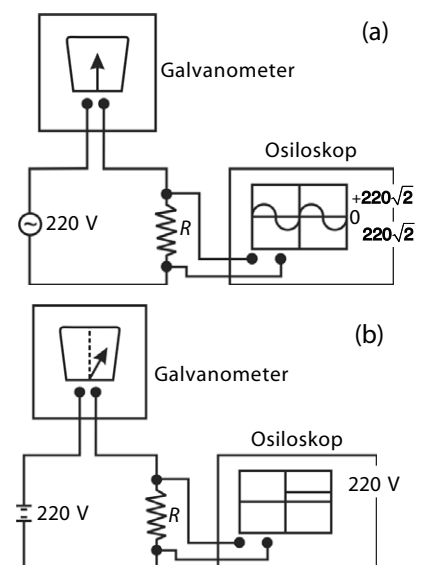 (a)
Galvanometer
Osiloskop
+220√2
0
220√2
220 V
R
(b)
Galvanometer
Osiloskop
220 V
220 V
R